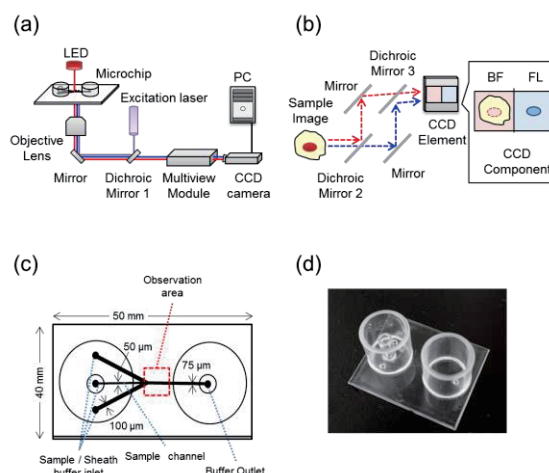 (a)
LED
Microchip
PC
Excitation laser
Objective
Lens
Mirror
Dichroic
Mirror 1
Multiview
Module
CCD
camera
(b)
Dichroic
Mirror 3
Mirror
Sample
Image
CCD
Element
BF
FL
CCD
Component
Dichroic
Mirror 2
Mirror
(c)
Observation
area
50 mm
50 µm
75 µm
40 mm
100 µm
Sample / Sheath
buffer inlet
Sample channel
Buffer Outlet
(d)